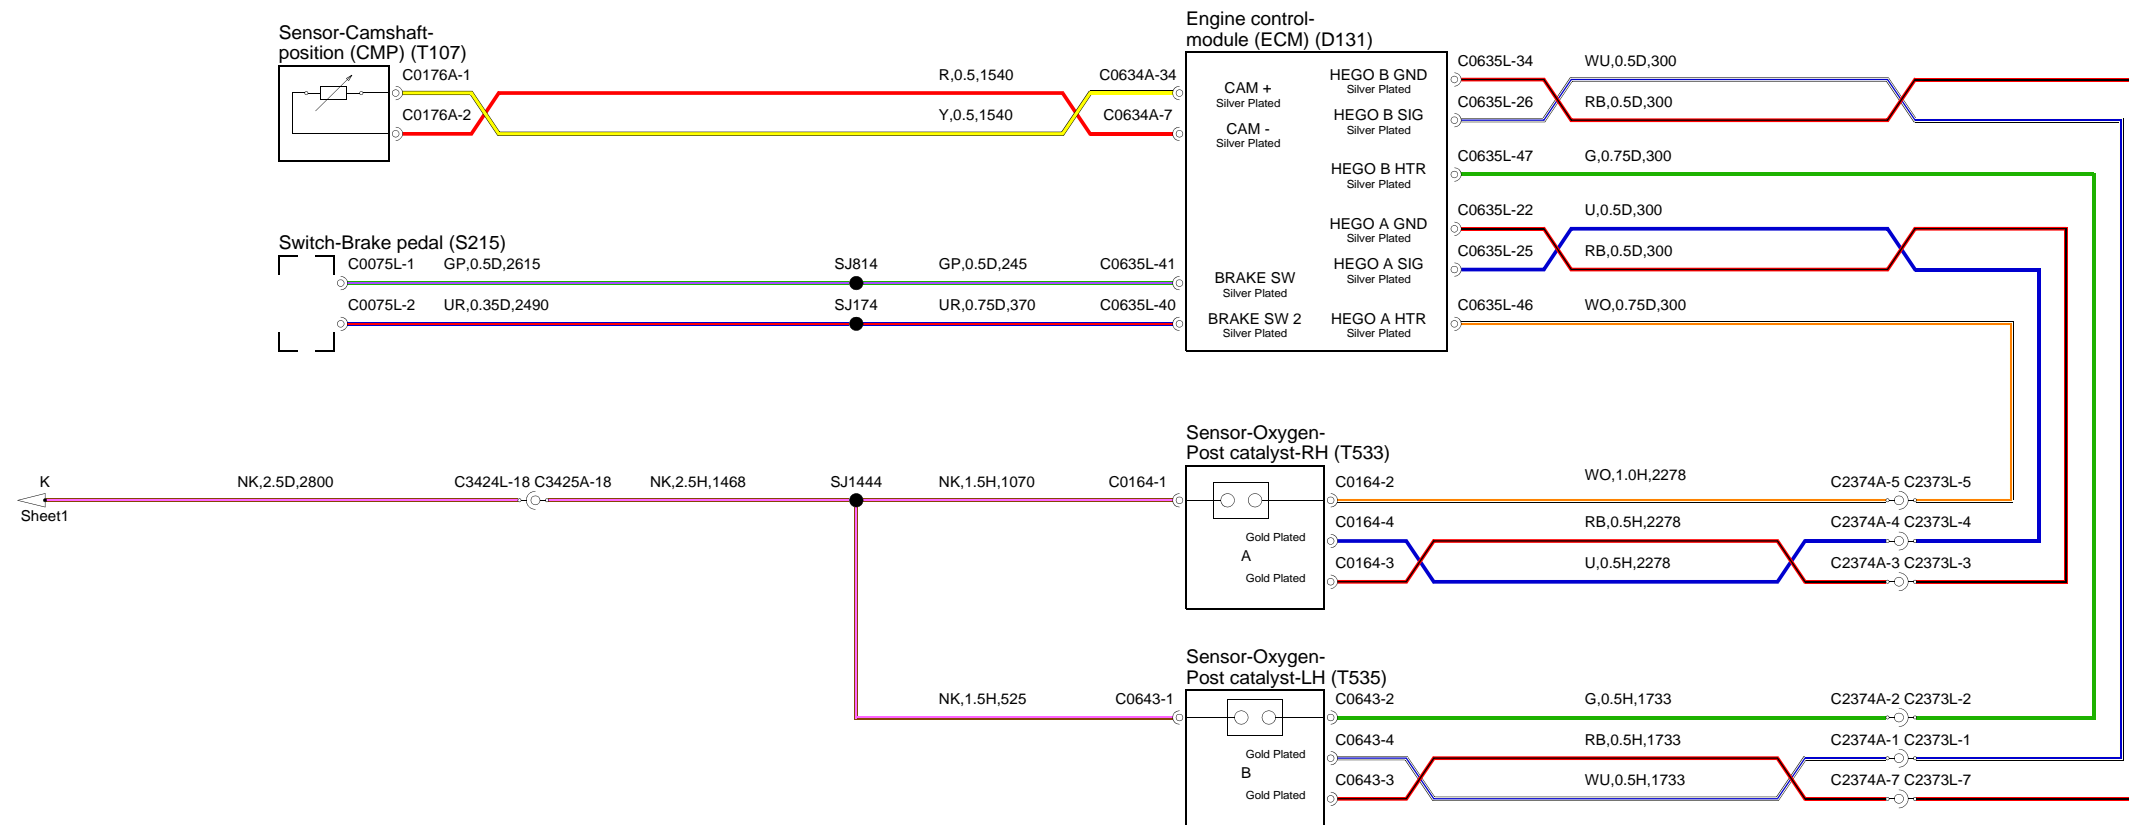 Sensor-Camshaft-
position (CMP) (T107)
C0176A-1
R,0.5,1540
C0634A-34
C0176A-2
Y,0.5,1540
C0634A-7
Engine control-
module (ECM) (D131)
CAM +
Silver Plated
CAM -
Silver Plated
HEGO B GND
Silver Plated
HEGO B SIG
Silver Plated
HEGO B HTR
Silver Plated
HEGO A GND
Silver Plated
HEGO A SIG
Silver Plated
HEGO A HTR
Silver Plated
BRAKE SW
Silver Plated
BRAKE SW 2
Silver Plated
C0635L-34
WU,0.5D,300
C0635L-26
RB,0.5D,300
C0635L-47
G,0.75D,300
C0635L-22
U,0.5D,300
C0635L-25
RB,0.5D,300
C0635L-46
WO,0.75D,300
Switch-Brake pedal (S215)
C0075L-1
GP,0.5D,2615
SJ814
GP,0.5D,245
C0635L-41
C0075L-2
UR,0.35D,2490
SJ174
UR,0.75D,370
C0635L-40
K
Sheet1
NK,2.5D,2800
C3424L-18 C3425A-18
NK,2.5H,1468
SJ1444
NK,1.5H,1070
C0164-1
Sensor-Oxygen-
Post catalyst-RH (T533)
Gold Plated
A
Gold Plated
C0164-2
WO,1.0H,2278
C2374A-5 C2373L-5
C0164-4
RB,0.5H,2278
C2374A-4 C2373L-4
C0164-3
U,0.5H,2278
C2374A-3 C2373L-3
NK,1.5H,525
C0643-1
Sensor-Oxygen-
Post catalyst-LH (T535)
Gold Plated
B
Gold Plated
C0643-2
G,0.5H,1733
C2374A-2 C2373L-2
C0643-4
RB,0.5H,1733
C2374A-1 C2373L-1
C0643-3
WU,0.5H,1733
C2374A-7 C2373L-7